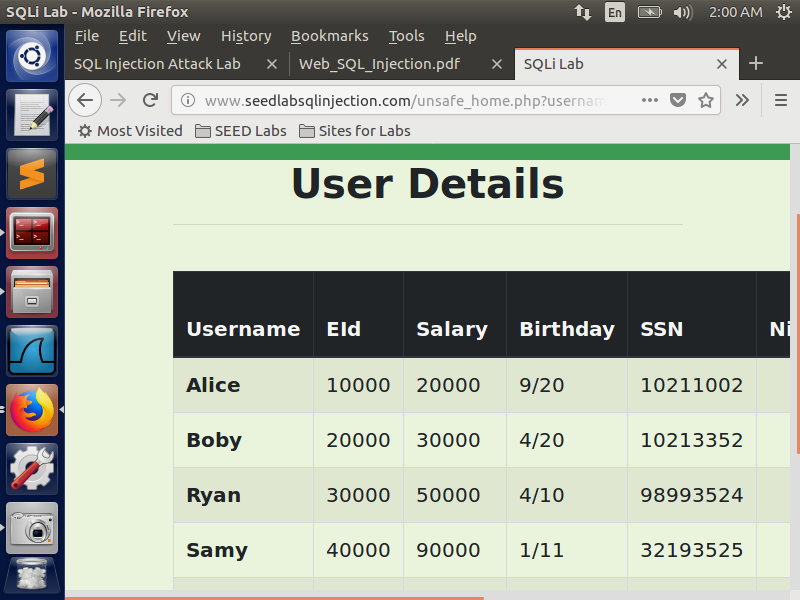 SQLi Lab - Mozilla Firefox
En
2:00 AM
File Edit View History Bookmarks Tools Help
SQL Injection Attack Lab
Web_SQL_Injection.pdf
SQLi Lab
www.seedlabsqlinjection.com/unsafe_home.php?usernam
Most Visited
SEED Labs
Sites for Labs
User Details
Username EId Salary Birthday SSN Ni
Alice 10000 20000 9/20 10211002
Boby 20000 30000 4/20 10213352
Ryan 30000 50000 4/10 98993524
Samy 40000 90000 1/11 32193525